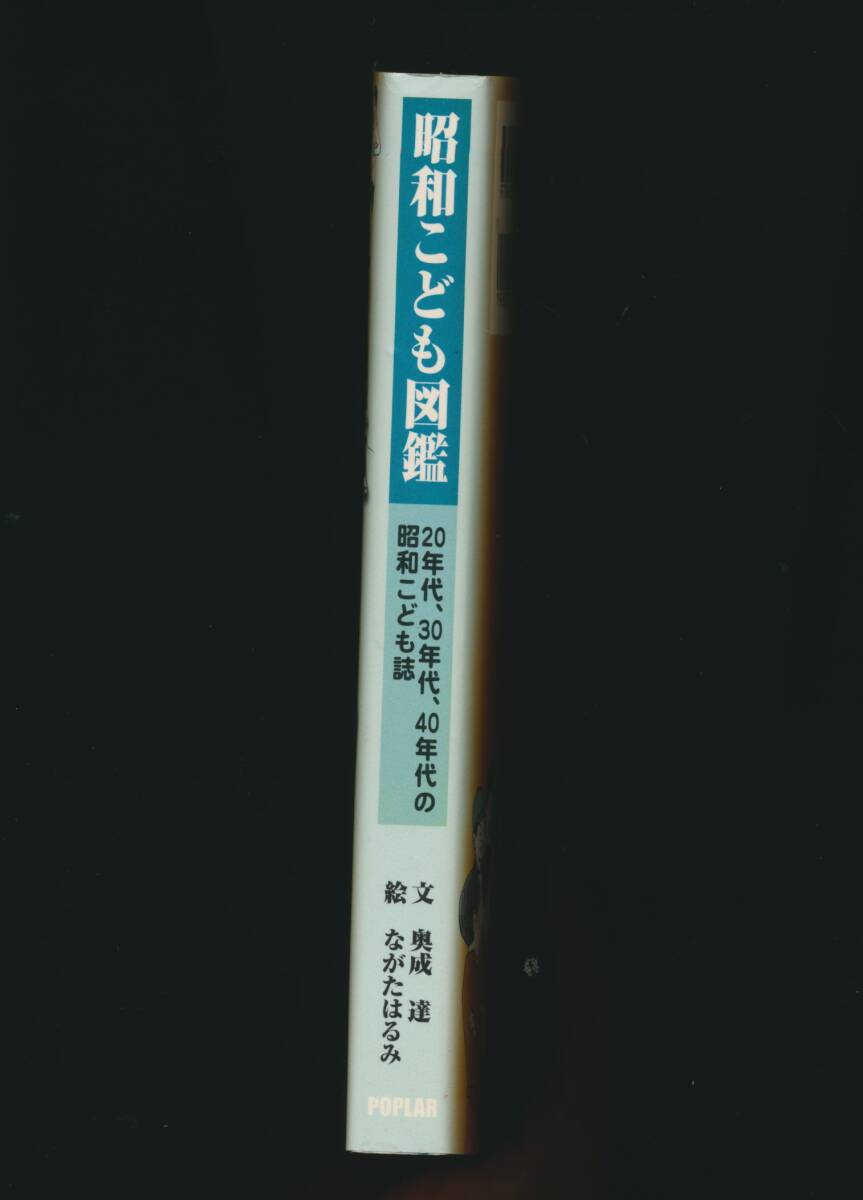 昭和こども図鑑
20年代、30年代、40年代の
昭和こども誌
文 奥成 達
絵 ながたはるみ
POPLAR